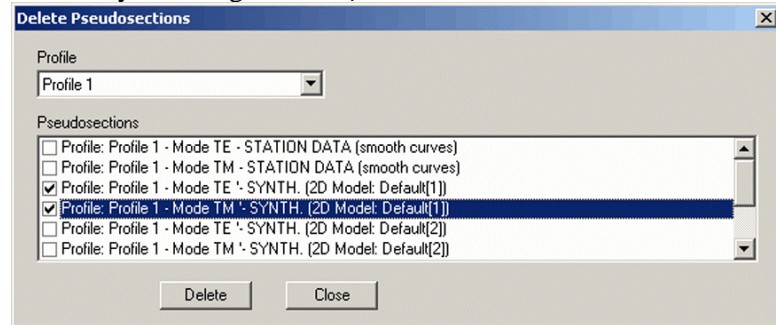 Delete Pseudosections
Profile
Profile 1
Pseudosections
Profile: Profile 1 - Mode TE - STATION DATA (smooth curves)
Profile: Profile 1 - Mode TM - STATION DATA (smooth curves)
Profile: Profile 1 - Mode TE '- SYNTH. (2D Model: Default[1])
Profile: Profile 1 - Mode TM '- SYNTH. (2D Model: Default[1])
Profile: Profile 1 - Mode TE '- SYNTH. (2D Model: Default[2])
Profile: Profile 1 - Mode TM '- SYNTH. (2D Model: Default[2])
Delete Close